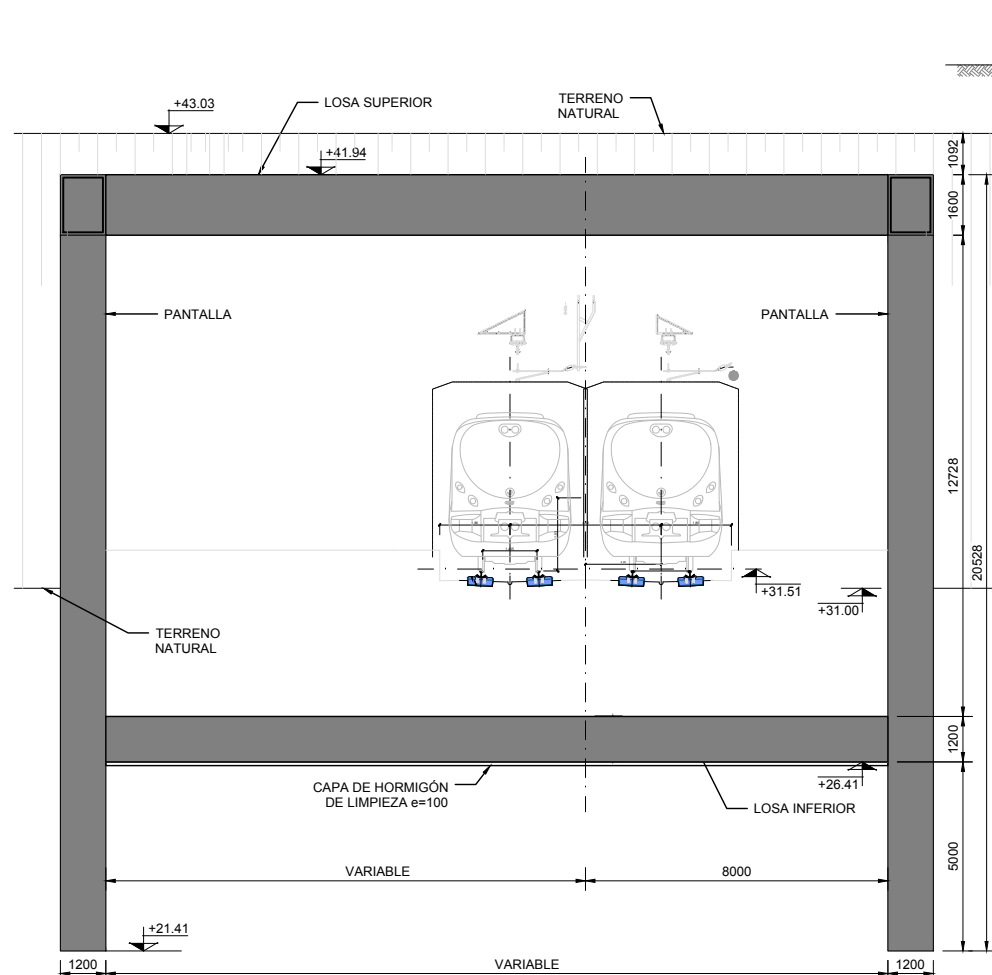 +43.03
LOSA SUPERIOR
TERRENO
NATURAL
+41.94
1092
1600
PANTALLA
PANTALLA
12728
20528
+31.51
+31.00
TERRENO
NATURAL
1200
CAPA DE HORMIGÓN
DE LIMPIEZA e=100
+26.41
LOSA INFERIOR
5000
VARIABLE
8000
+21.41
1200
VARIABLE
1200